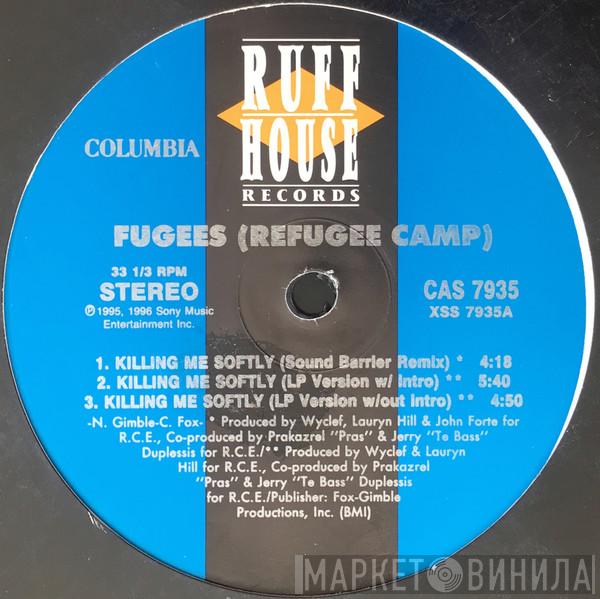 RUFF
HOUSE
RECORDS
COLUMBIA
FUGEES (REFUGEE CAMP)
33 1/3 RPM
STEREO
℗ 1995, 1996 Sony Music
Entertainment Inc.
CAS 7935
XSS 7935A
1. KILLING ME SOFTLY (Sound Barrier Remix) * 4:18
2. KILLING ME SOFTLY (LP Version w/ Intro) ** 5:40
3. KILLING ME SOFTLY (LP Version w/out Intro) ** 4:50
-N. Gimble-C. Fox- * Produced by Wyclef, Lauryn Hill & John Forte for
R.C.E., Co-produced by Prakazrel "Pras" & Jerry "Te Bass"
Duplessis for R.C.E./** Produced by Wyclef & Lauryn
Hill for R.C.E., Co-produced by Prakazrel
"Pras" & Jerry "Te Bass" Duplessis
for R.C.E./Publisher: Fox-Gimble
Productions, Inc. (BMI)
МАРКЕТ ВИНИЛА